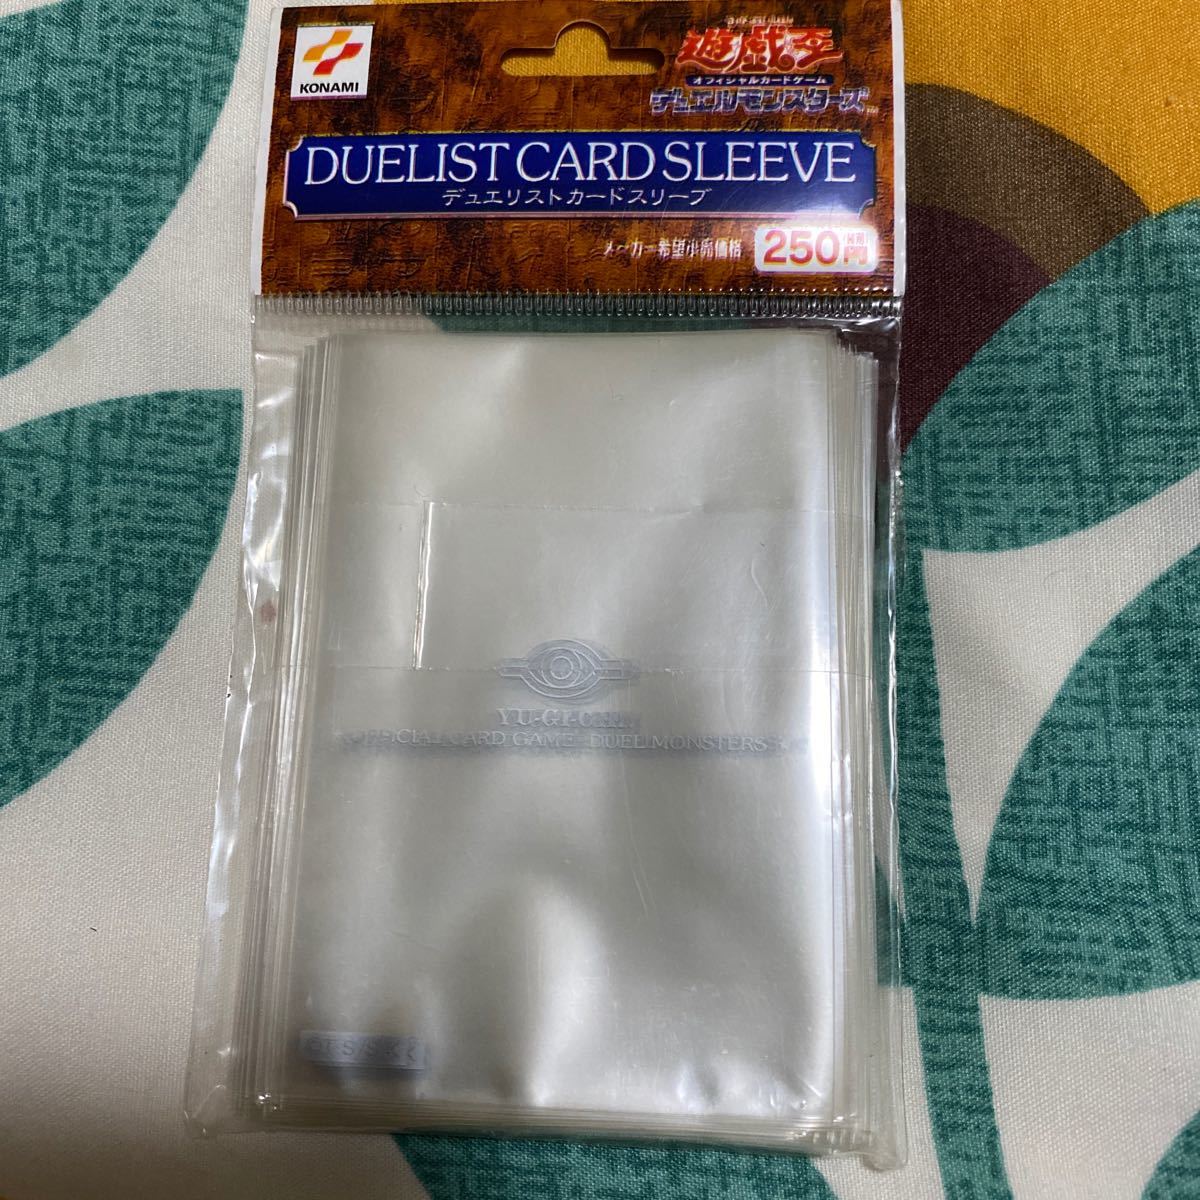 KONAMI
遊戯王
オフィシャルカードゲーム
デュエルモンスターズ
DUELIST CARD SLEEVE
デュエリストカードスリーブ
メーカー希望小売価格
250円
YU-GI-OH!
OFFICIAL CARD GAME DUEL MONSTERS